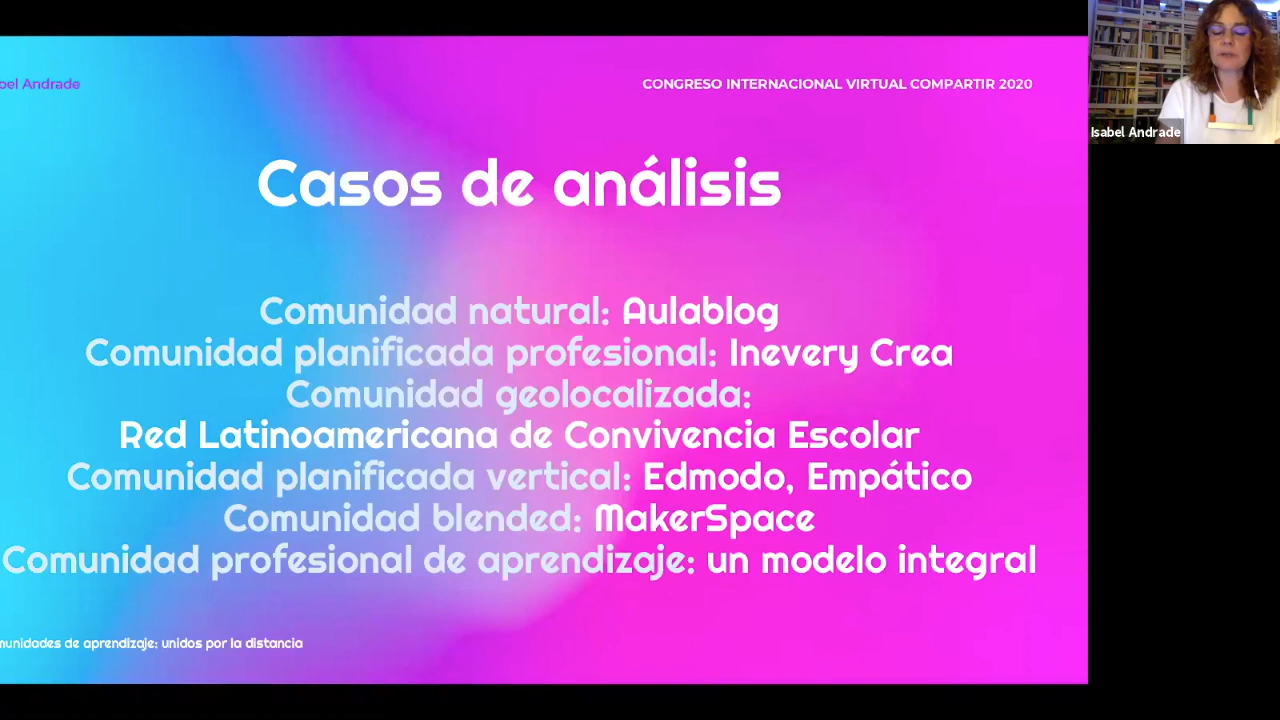 bel Andrade
CONGRESO INTERNACIONAL VIRTUAL COMPARTIR 2020
Isabel Andrade
Casos de análisis
Comunidad natural: Aulablog
Comunidad planificada profesional: Inevery Crea
Comunidad geolocalizada:
Red Latinoamericana de Convivencia Escolar
Comunidad planificada vertical: Edmodo, Empático
Comunidad blended: MakerSpace
Comunidad profesional de aprendizaje: un modelo integral
munidades de aprendizaje: unidos por la distancia